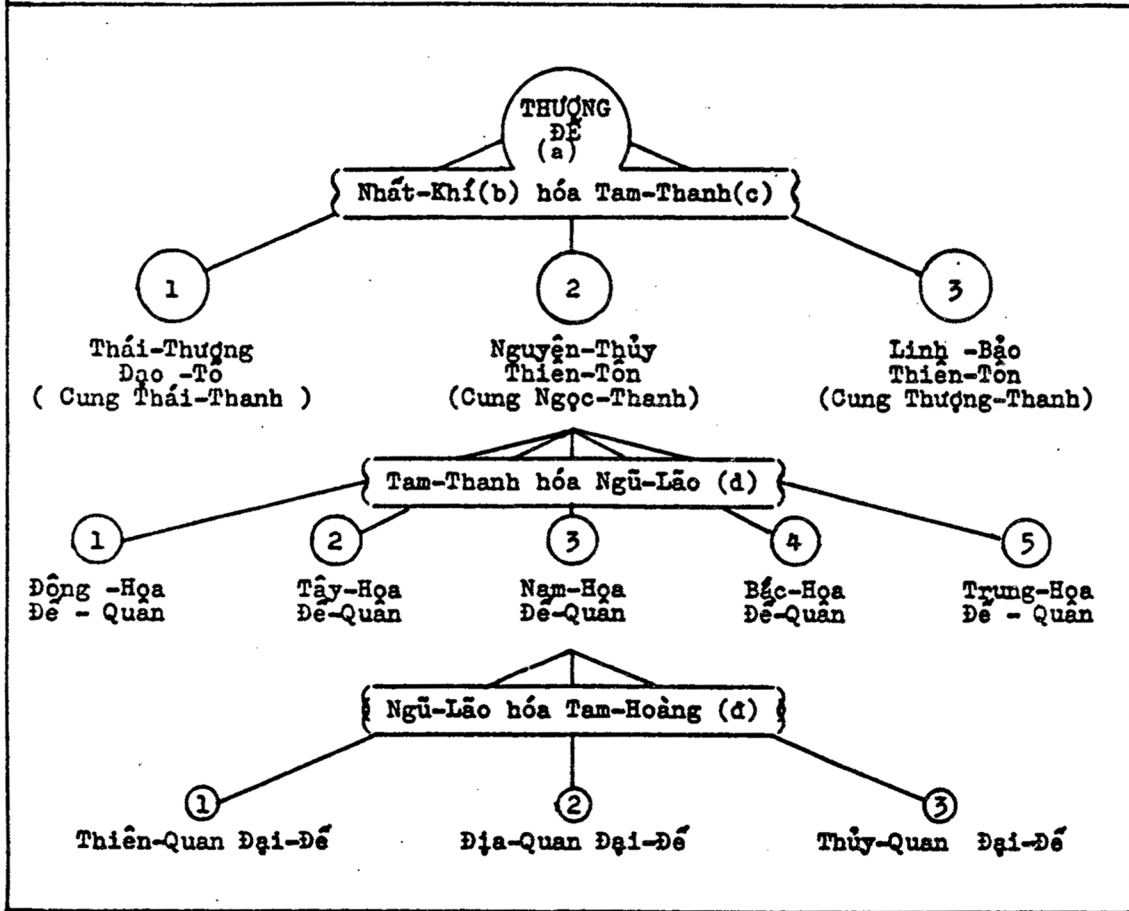 THƯỢNG
ĐẾ
(a)
Nhất-Khí(b) hóa Tam-Thanh(c)
1
2
3
Thái-Thượng
Đạo -Tổ
( Cung Thái-Thanh )
Nguyên-Thủy
Thiên-Tôn
(Cung Ngọc-Thanh)
Linh -Bảo
Thiên-Tôn
(Cung Thượng-Thanh)
Tam-Thanh hóa Ngũ-Lão (d)
1
2
3
4
5
Đông -Hoa
Đế - Quân
Tây-Hoa
Đế-Quân
Nam-Hoa
Đế-Quân
Bắc-Hoa
Đế-Quân
Trung-Hoa
Đế - Quân
Ngũ-Lão hóa Tam-Hoàng (đ)
1
2
3
Thiên-Quan Đại-Đế
Địa-Quan Đại-Đế
Thủy-Quan Đại-Đế